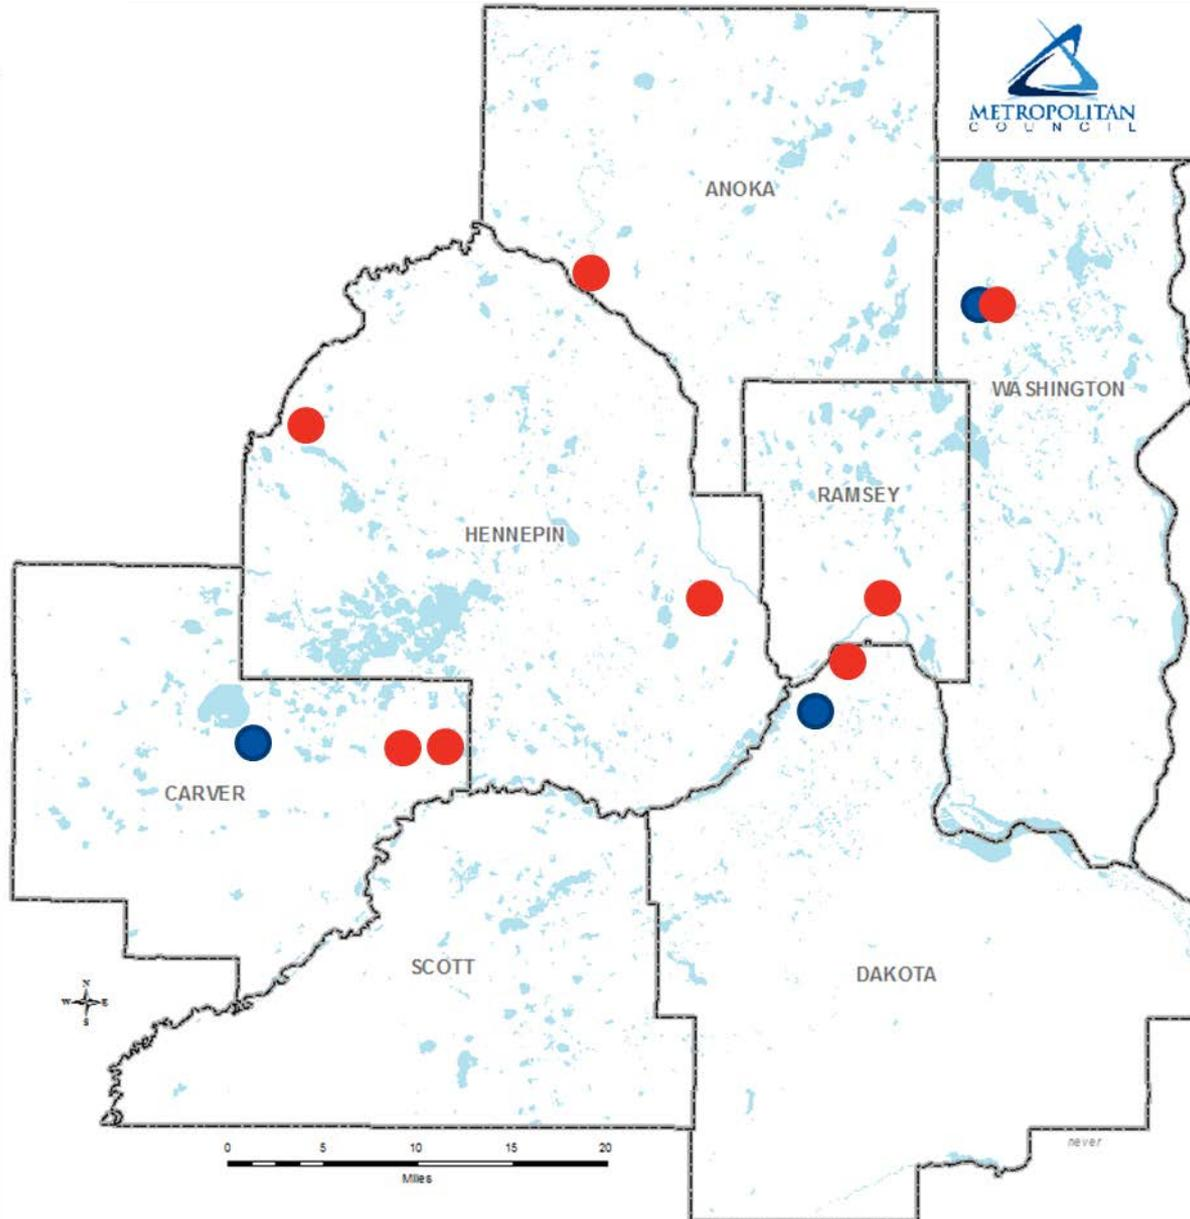 METROPOLITAN
COUNCIL
ANOKA
WASHINGTON
RAMSEY
HENNEPIN
CARVER
SCOTT
DAKOTA
N
W E
S
0 5 10 15 20
Miles
never